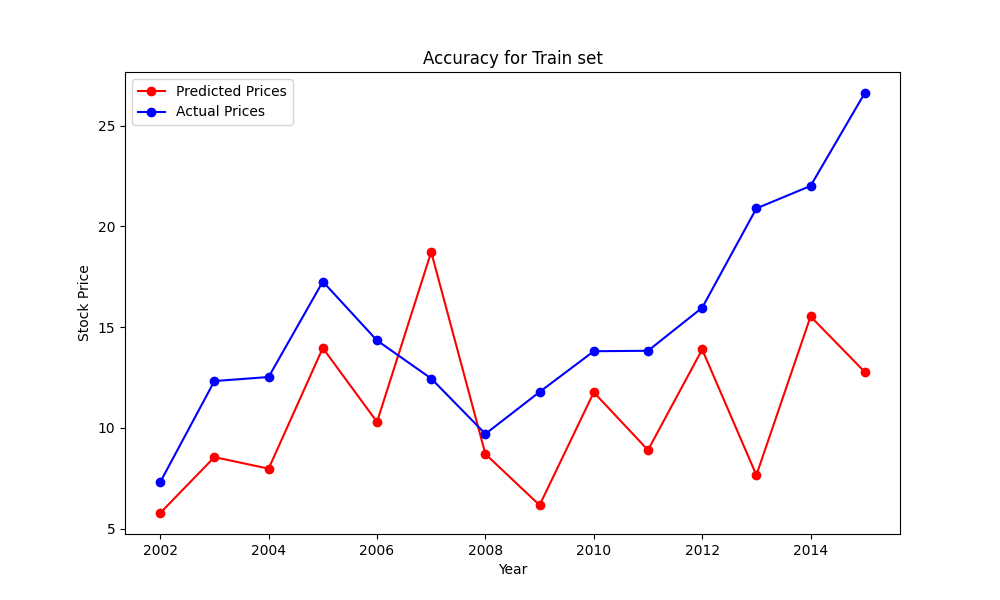 Accuracy for Train set
Predicted Prices
Actual Prices
25
20
15
10
5
Stock Price
2002 2004 2006 2008 2010 2012 2014
Year